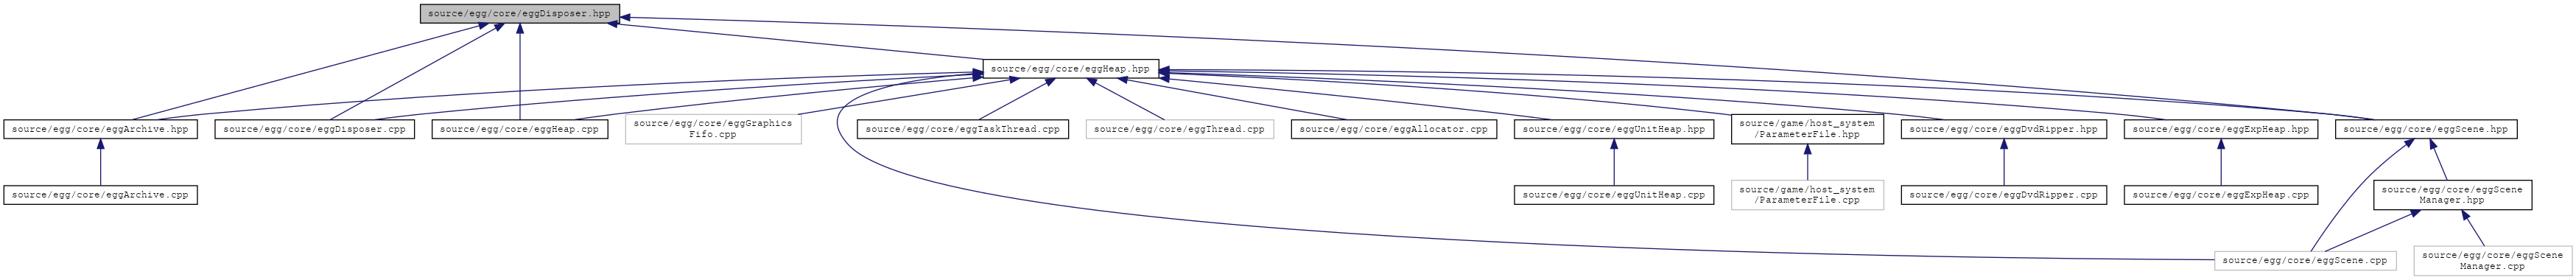 source/egg/core/eggDisposer.hpp
source/egg/core/eggHeap.hpp
source/egg/core/eggArchive.hpp
source/egg/core/eggDisposer.cpp
source/egg/core/eggHeap.cpp
source/egg/core/eggGraphics
Fifo.cpp
source/egg/core/eggTaskThread.cpp
source/egg/core/eggThread.cpp
source/egg/core/eggAllocator.cpp
source/egg/core/eggUnitHeap.hpp
source/game/host_system
/ParameterFile.hpp
source/egg/core/eggDvdRipper.hpp
source/egg/core/eggExpHeap.hpp
source/egg/core/eggScene.hpp
source/egg/core/eggArchive.cpp
source/egg/core/eggUnitHeap.cpp
source/game/host_system
/ParameterFile.cpp
source/egg/core/eggDvdRipper.cpp
source/egg/core/eggExpHeap.cpp
source/egg/core/eggScene
Manager.hpp
source/egg/core/eggScene.cpp
source/egg/core/eggScene
Manager.cpp